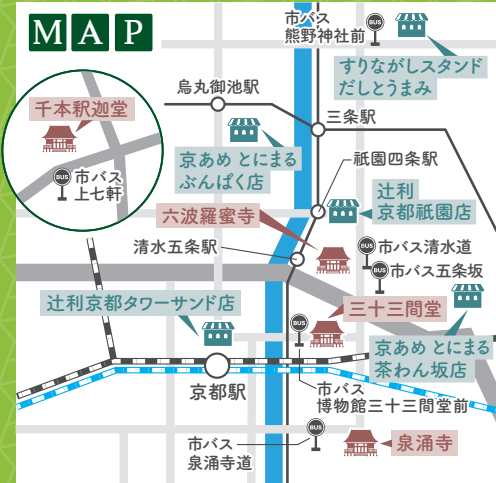 MAP
市バス
熊野神社前
BUS
すりながしスタンド
だしとうまみ
千本釈迦堂
BUS
市バス
上七軒
烏丸御池駅
三条駅
京あめ とにまる
ぶんぱく店
祇園四条駅
辻利
京都祇園店
六波羅蜜寺
清水五条駅
BUS
市バス清水道
BUS
市バス五条坂
辻利京都タワーサンド店
三十三間堂
BUS
京あめ とにまる
茶わん坂店
京都駅
市バス
博物館三十三間堂前
市バス
泉涌寺道
BUS
泉涌寺